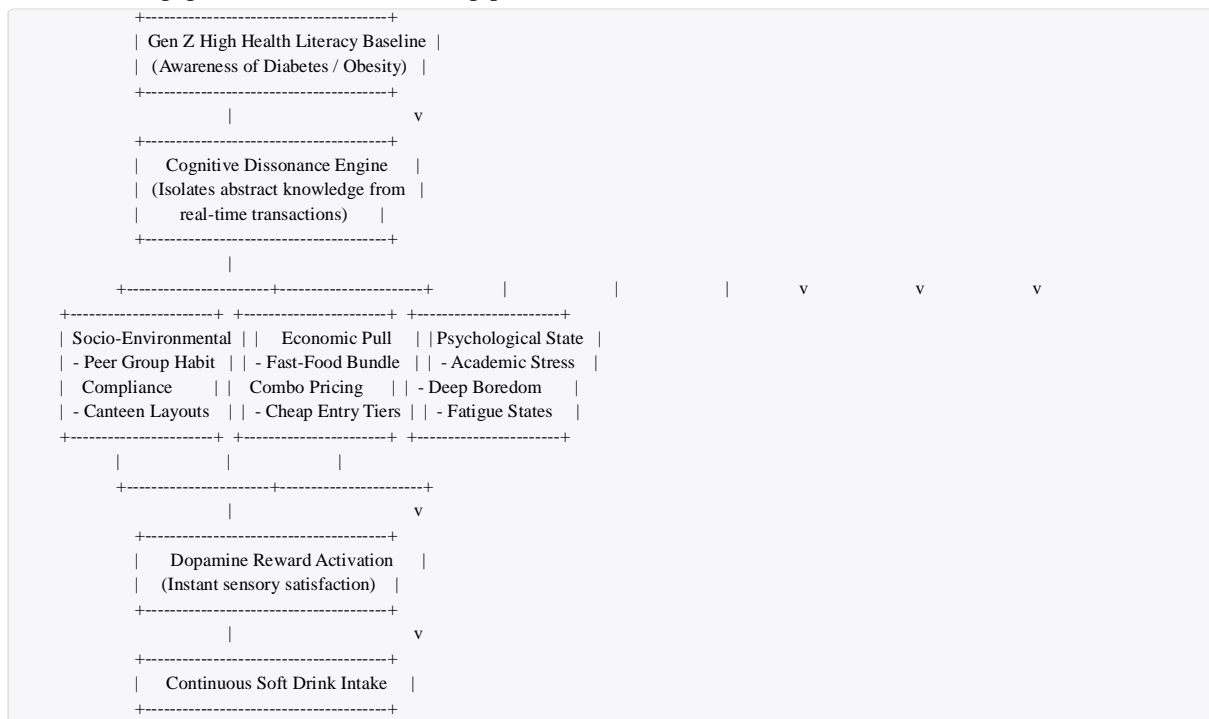 +---------------------------------------+
| Gen Z High Health Literacy Baseline |
| (Awareness of Diabetes / Obesity) |
+---------------------------------------+
| v
+---------------------------------------+
| Cognitive Dissonance Engine |
| (Isolates abstract knowledge from |
| real-time transactions) |
+---------------------------------------+
|
+-----------------------+-----------------------+ | | | v v v
+-----------------------+ +-----------------------+ +-----------------------+
| Socio-Environmental | | Economic Pull | |Psychological State |
| - Peer Group Habit | | - Fast-Food Bundle | | - Academic Stress |
| Compliance | | Combo Pricing | | - Deep Boredom |
| - Canteen Layouts | | - Cheap Entry Tiers | | - Fatigue States |
+-----------------------+ +-----------------------+ +-----------------------+
| | |
+-----------------------+-----------------------+
| v
+---------------------------------------+
| Dopamine Reward Activation |
| (Instant sensory satisfaction) |
+---------------------------------------+
| v
+---------------------------------------+
| Continuous Soft Drink Intake |
+---------------------------------------+